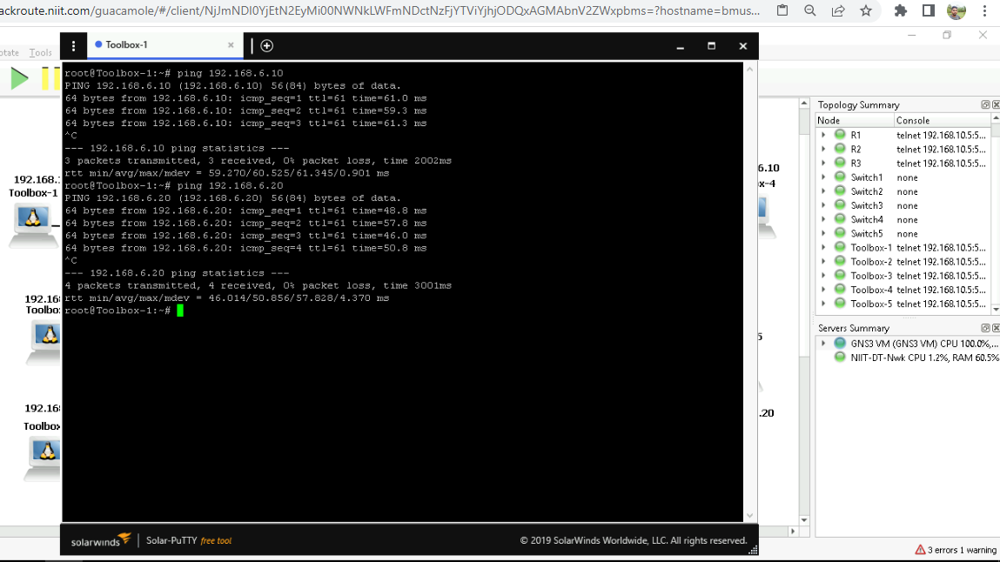 ackroute.niit.com/guacamole/#/client/NjJmNDI0YjEtN2EyMi00NWNkLWFmNDctNzFjYTViYjhjODQxAGMAbnV2ZWxpbms=?hostname=bmus...
Toolbox-1
otate Tools
root@Toolbox-1:~# ping 192.168.6.10
PING 192.168.6.10 (192.168.6.10) 56(84) bytes of data.
64 bytes from 192.168.6.10: icmp_seq=1 ttl=61 time=61.0 ms
64 bytes from 192.168.6.10: icmp_seq=2 ttl=61 time=59.3 ms
64 bytes from 192.168.6.10: icmp_seq=3 ttl=61 time=61.3 ms
^C
--- 192.168.6.10 ping statistics ---
3 packets transmitted, 3 received, 0% packet loss, time 2002ms
rtt min/avg/max/mdev = 59.270/60.525/61.345/0.901 ms
root@Toolbox-1:~# ping 192.168.6.20
PING 192.168.6.20 (192.168.6.20) 56(84) bytes of data.
64 bytes from 192.168.6.20: icmp_seq=1 ttl=61 time=48.8 ms
64 bytes from 192.168.6.20: icmp_seq=2 ttl=61 time=57.8 ms
64 bytes from 192.168.6.20: icmp_seq=3 ttl=61 time=46.0 ms
64 bytes from 192.168.6.20: icmp_seq=4 ttl=61 time=50.8 ms
^C
--- 192.168.6.20 ping statistics ---
4 packets transmitted, 4 received, 0% packet loss, time 3001ms
rtt min/avg/max/mdev = 46.014/50.856/57.828/4.370 ms
root@Toolbox-1:~#
192.168.
Toolbox-1
192.168
Toolbo
192.168
Toolbox
6.10
x-4
5
.20
Topology Summary
Node Console
R1 telnet 192.168.10.5:5...
R2 telnet 192.168.10.5:5...
R3 telnet 192.168.10.5:5...
Switch1 none
Switch2 none
Switch3 none
Switch4 none
Switch5 none
Toolbox-1 telnet 192.168.10.5:5...
Toolbox-2 telnet 192.168.10.5:5...
Toolbox-3 telnet 192.168.10.5:5...
Toolbox-4 telnet 192.168.10.5:5...
Toolbox-5 telnet 192.168.10.5:5...
Servers Summary
GNS3 VM (GNS3 VM) CPU 100.0%,...
NIIT-DT-Nwk CPU 1.2%, RAM 60.5%
solarwinds Solar-PuTTY free tool
© 2019 SolarWinds Worldwide, LLC. All rights reserved.
3 errors 1 warning